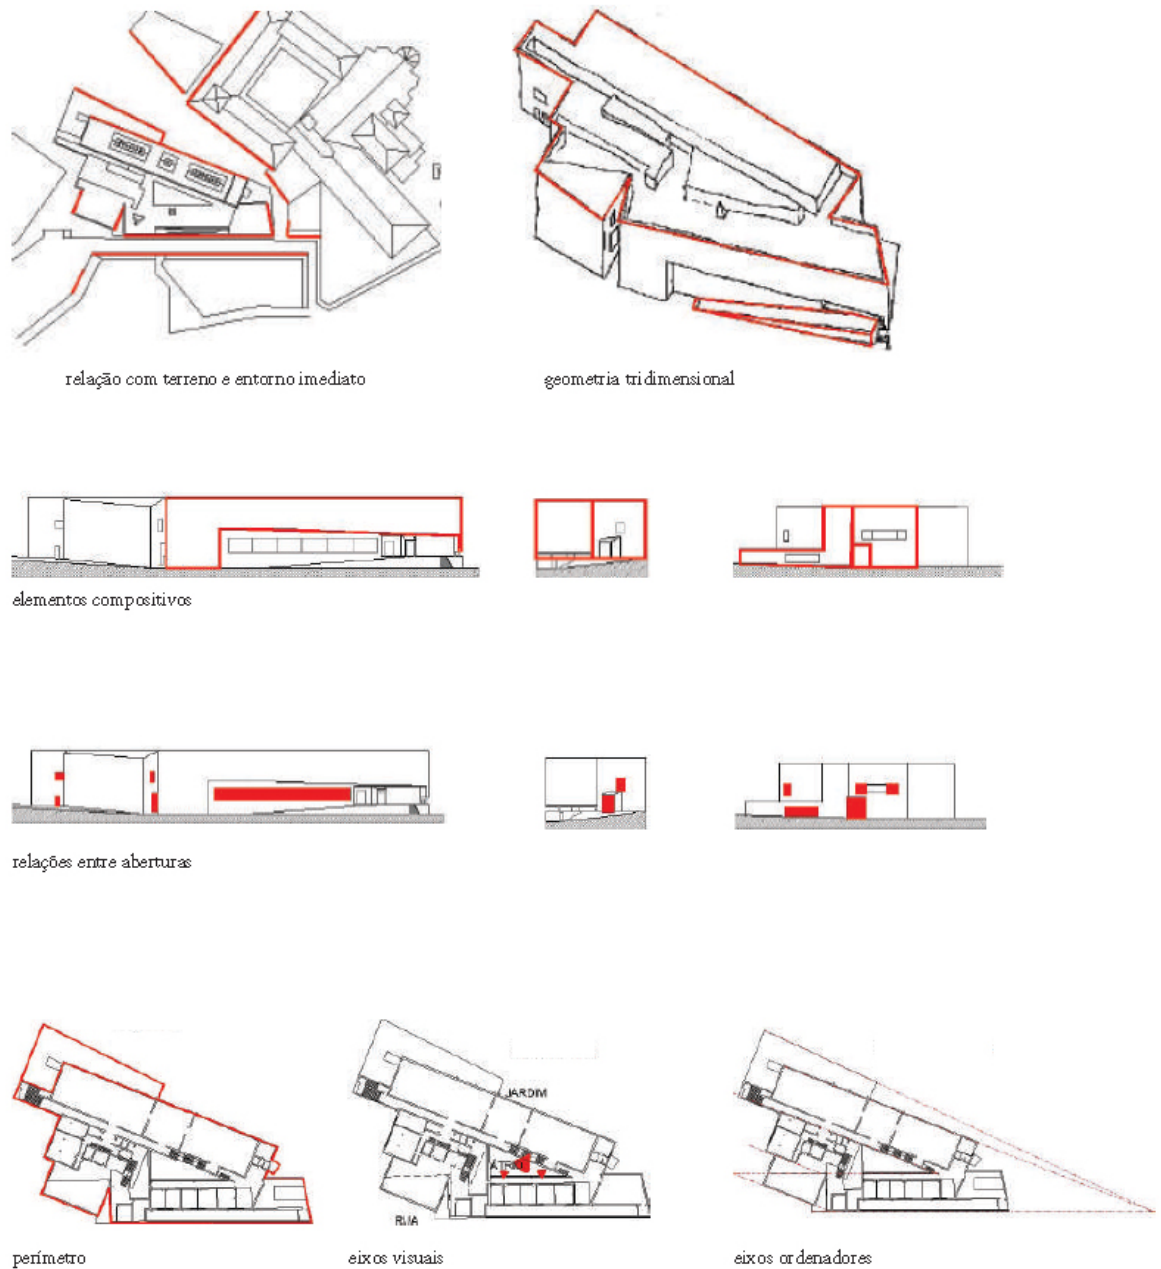 relação com terreno e entorno imediato
geometria tridimensional
elementos compositivos
relações entre aberturas
JARDIM
ATRIO
RUA
perímetro
eixos visuais
eixos ordenadores